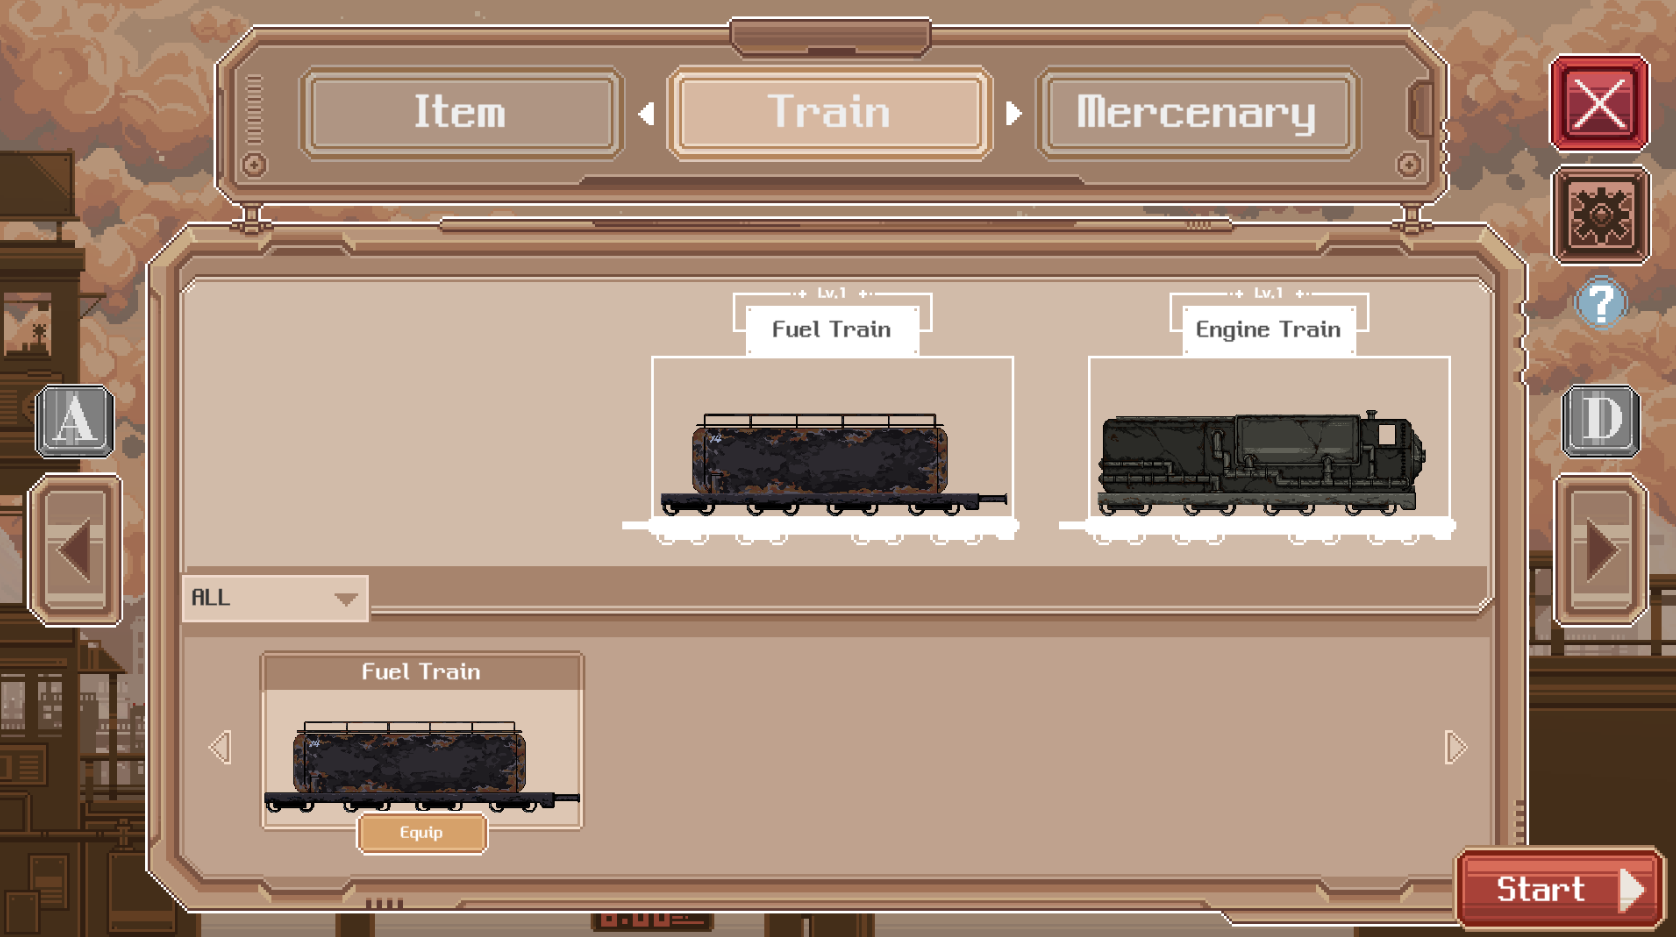 Item
Train
Mercenary
Lv.1
Fuel Train
Lv.1
Engine Train
?
A
D
ALL
Fuel Train
Equip
Start